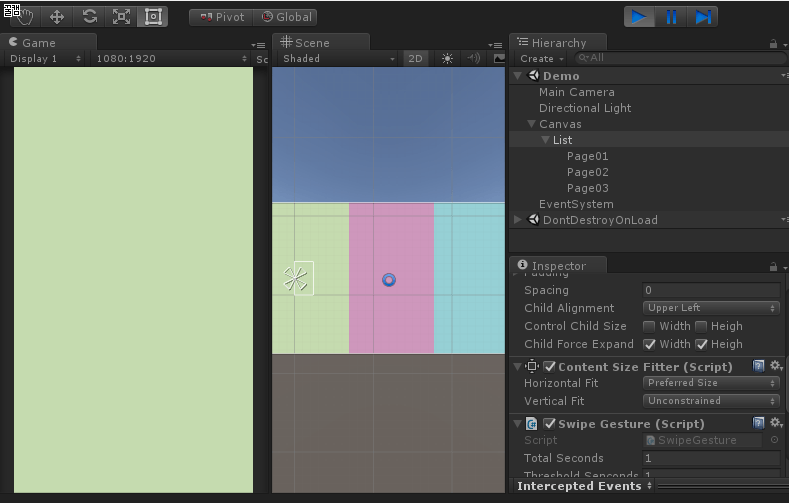 Pivot Global
Game
Display 1 1080:1920 Sc
Scene
Shaded 2D
Hierarchy
Create All
Demo
Main Camera
Directional Light
Canvas
List
Page01
Page02
Page03
EventSystem
DontDestroyOnLoad
Inspector
Padding
Spacing 0
Child Alignment Upper Left
Control Child Size Width Heigh
Child Force Expand Width Heigh
Content Size Fitter (Script)
Horizontal Fit Preferred Size
Vertical Fit Unconstrained
Swipe Gesture (Script)
Script SwipeGesture
Total Seconds 1
Threshold Senconds 1
Intercepted Events